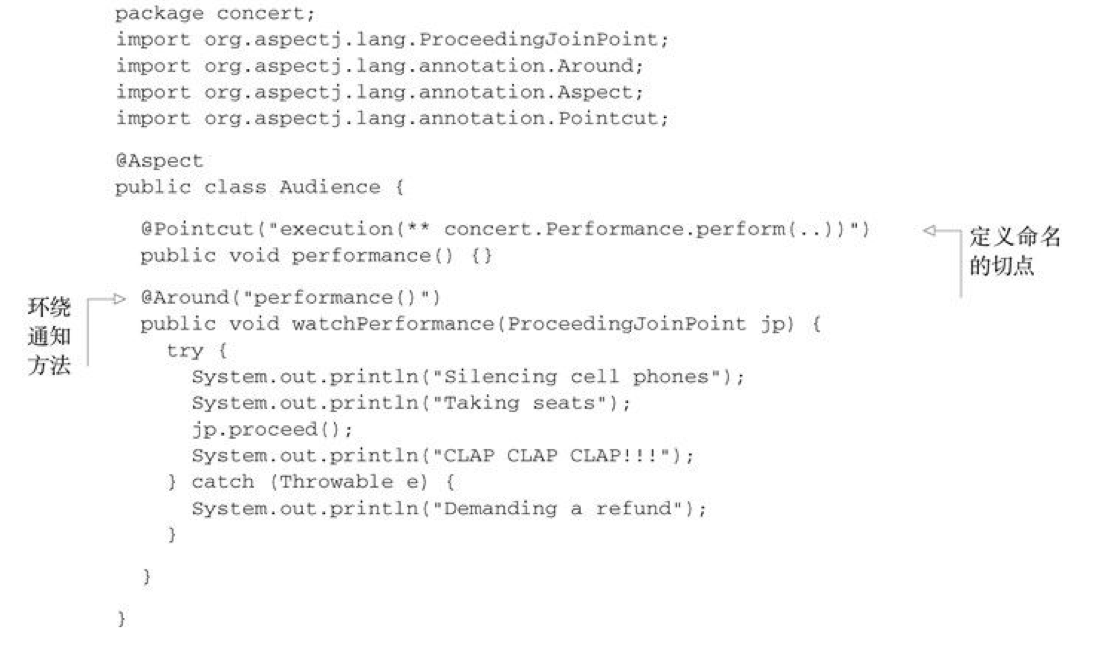 package concert;
import org.aspectj.lang.ProceedingJoinPoint;
import org.aspectj.lang.annotation.Around;
import org.aspectj.lang.annotation.Aspect;
import org.aspectj.lang.annotation.Pointcut;
@Aspect
public class Audience {
@Pointcut("execution(** concert.Performance.perform(..))")
public void performance() {}
定义命名
的切点
环绕
通知
方法
@Around("performance()")
public void watchPerformance(ProceedingJoinPoint jp) {
try {
System.out.println("Silencing cell phones");
System.out.println("Taking seats");
jp.proceed();
System.out.println("CLAP CLAP CLAP!!!");
} catch (Throwable e) {
System.out.println("Demanding a refund");
}
}
}